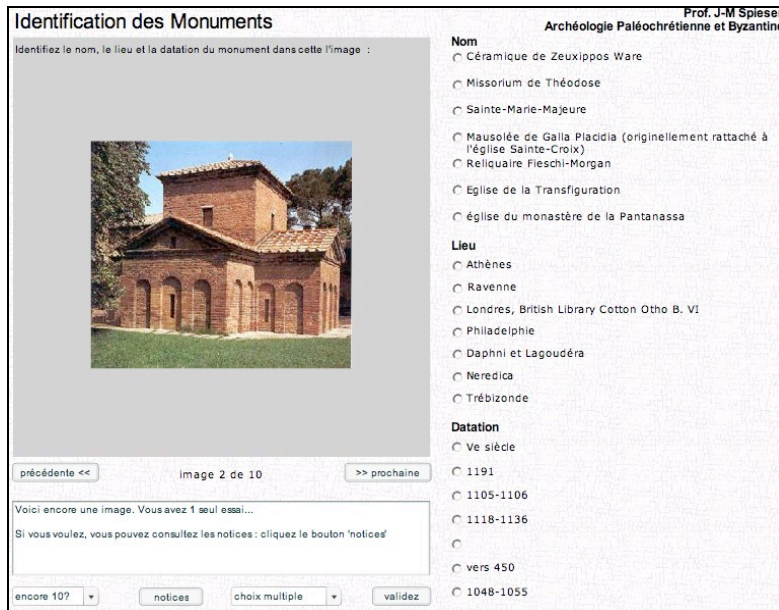 Identification des Monuments
Prof. J-M Spieser
Archéologie Paléochrétienne et Byzantine
Identifiez le nom, le lieu et la datation du monument dans cette l'image :
précédente <<
image 2 de 10
>> prochaine
Voici encore une image. Vous avez 1 seul essai...
Si vous voulez, vous pouvez consultez les notices : cliquez le bouton 'notices'
encore 10?
notices
choix multiple
validez
Nom
Céramique de Zeuxippos Ware
Missorium de Théodose
Sainte-Marie-Majeure
Mausolée de Galla Placidia (originellement rattaché à
l'église Sainte-Croix)
Reliquaire Fieschi-Morgan
Eglise de la Transfiguration
église du monastère de la Pantanassa
Lieu
Athènes
Ravenne
Londres, British Library Cotton Otho B. VI
Philadelphie
Daphni et Lagoudéra
Neredica
Trébizonde
Datation
Ve siècle
1191
1105-1106
1118-1136
vers 450
1048-1055